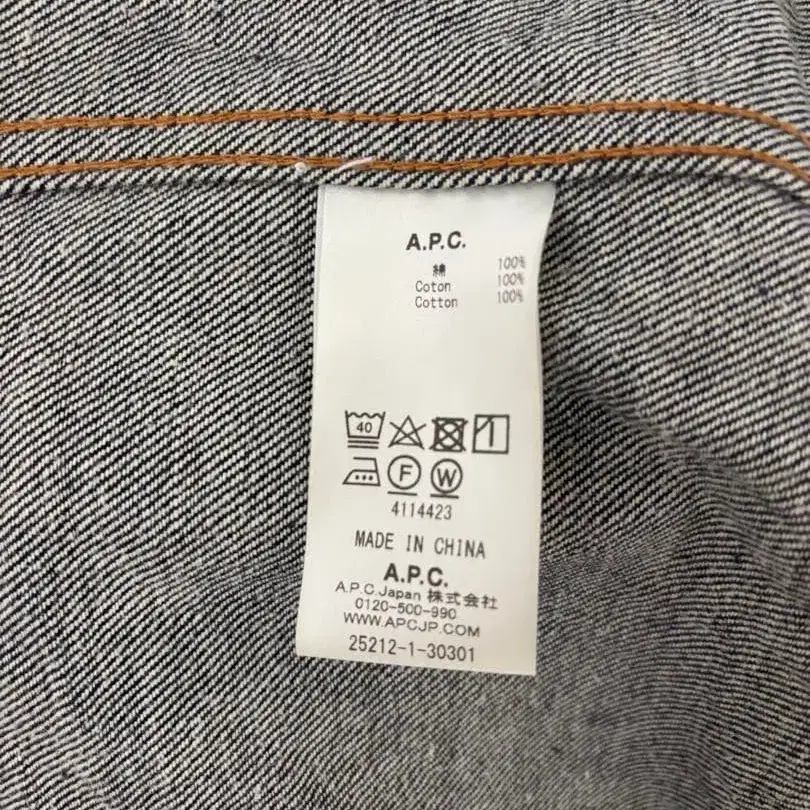 A.P.C.
綿 100%
Coton 100%
Cotton 100%
40
F W
4114423
MADE IN CHINA
A.P.C.
A.P.C.Japan 株式会社
0120-500-990
WWW.APCJP.COM
25212-1-30301